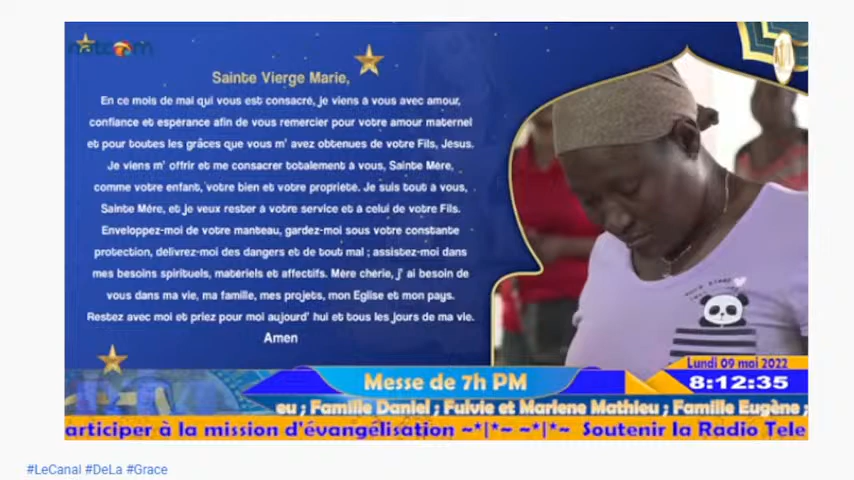 natcom
Sainte Vierge Marie,
En ce mois de mai qui vous est consacré, je viens à vous avec amour,
confiance et espérance afin de vous remercier pour votre amour maternel
et pour toutes les grâces que vous m' avez obtenues de votre Fils, Jesus.
Je viens m' offrir et me consacrer totalement à vous, Sainte Mère,
comme votre enfant, votre bien et votre propriété. Je suis tout à vous,
Sainte Mère, et je veux rester à votre service et à celui de votre Fils.
Enveloppez-moi de votre manteau, gardez-moi sous votre constante
protection, délivrez-moi des dangers et de tout mal ; assistez-moi dans
mes besoins spirituels, matériels et affectifs. Mère chérie, j' ai besoin de
vous dans ma vie, ma famille, mes projets, mon Eglise et mon pays.
Restez avec moi et priez pour moi aujourd' hui et tous les jours de ma vie.
Amen
Lundi 09 mai 2022
Messe de 7h PM
8:12:35
eu ; Famille Daniel ; Fulvie et Marlene Mathieu ; Famille Eugène ;
articiper à la mission d'évangélisation ~*|*~ ~*|*~ Soutenir la Radio Tele
#LeCanal #DeLa #Grace